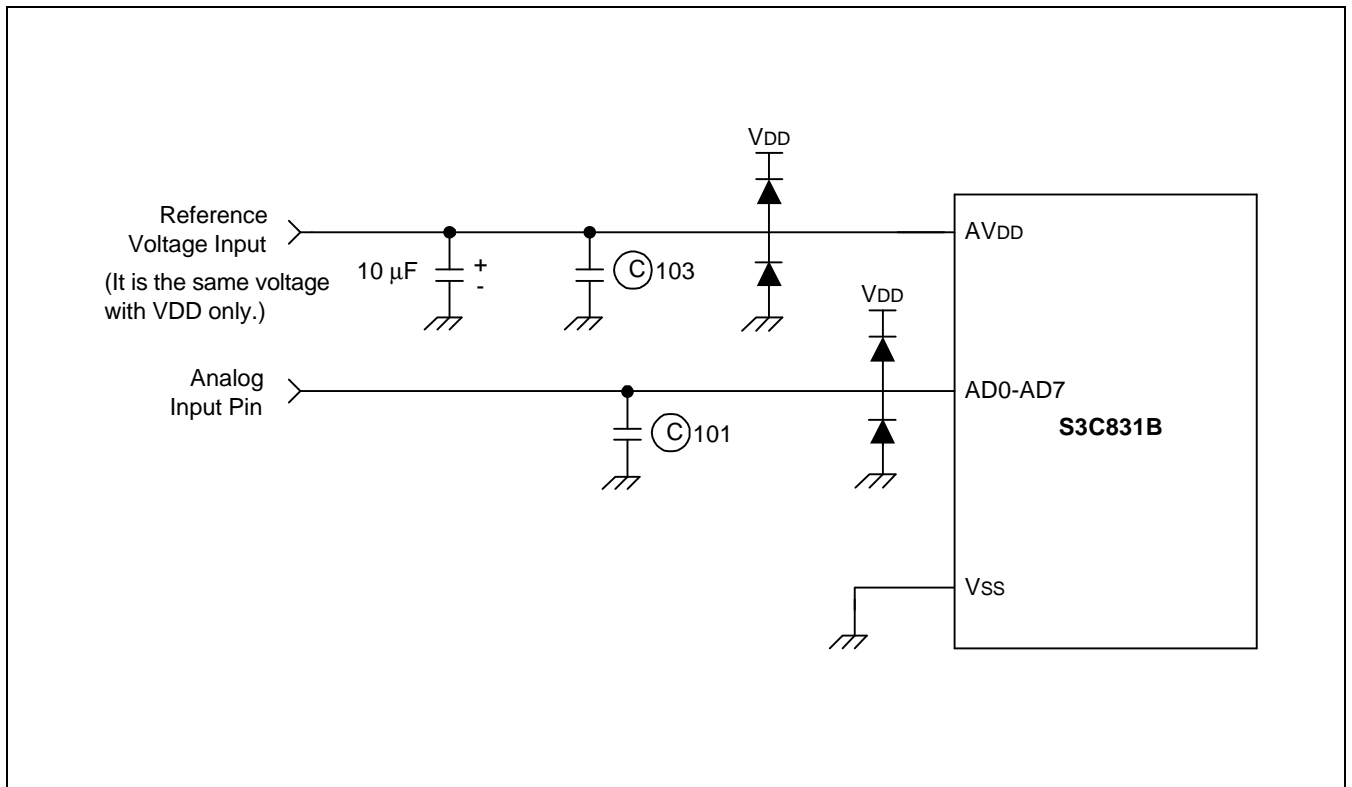 VDD
Reference
Voltage Input
(It is the same voltage
with VDD only.)
10 μF
+
-
C 103
AVDD
VDD
Analog
Input Pin
C 101
AD0-AD7
S3C831B
VSS